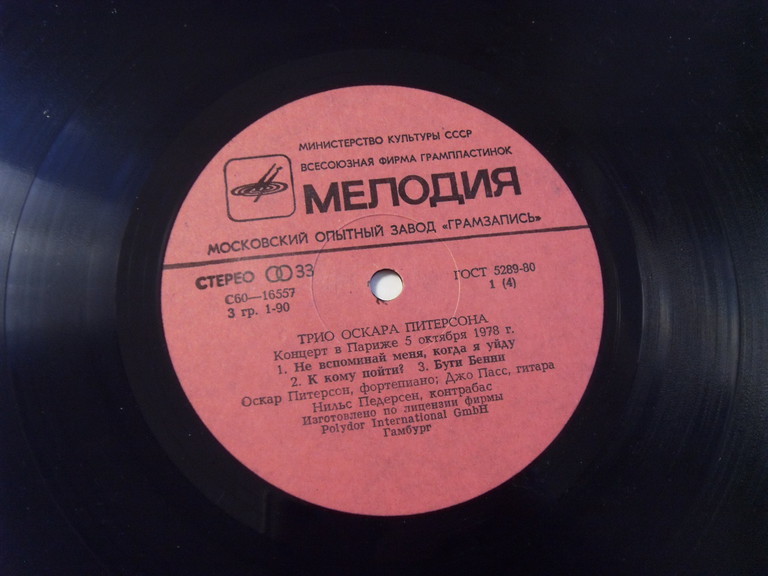 МИНИСТЕРСТВО КУЛЬТУРЫ СССР
ВСЕСОЮЗНАЯ ФИРМА ГРАМПЛАСТИНОК
МЕЛОДИЯ
МОСКОВСКИЙ ОПЫТНЫЙ ЗАВОД «ГРАМЗАПИСЬ»
СТЕРЕО 33
ГОСТ 5289-80
С60—16557
1 (4)
3 гр. 1-90
ТРИО ОСКАРА ПИТЕРСОНА
Концерт в Париже 5 октября 1978 г.
1. Не вспоминай меня, когда я уйду
2. К кому пойти? 3. Бути Бенни
Оскар Питерсон, фортепиано; Джо Пасс, гитара
Нильс Педерсен, контрабас
Изготовлено по лицензии фирмы
Polydor International GmbH
Гамбург